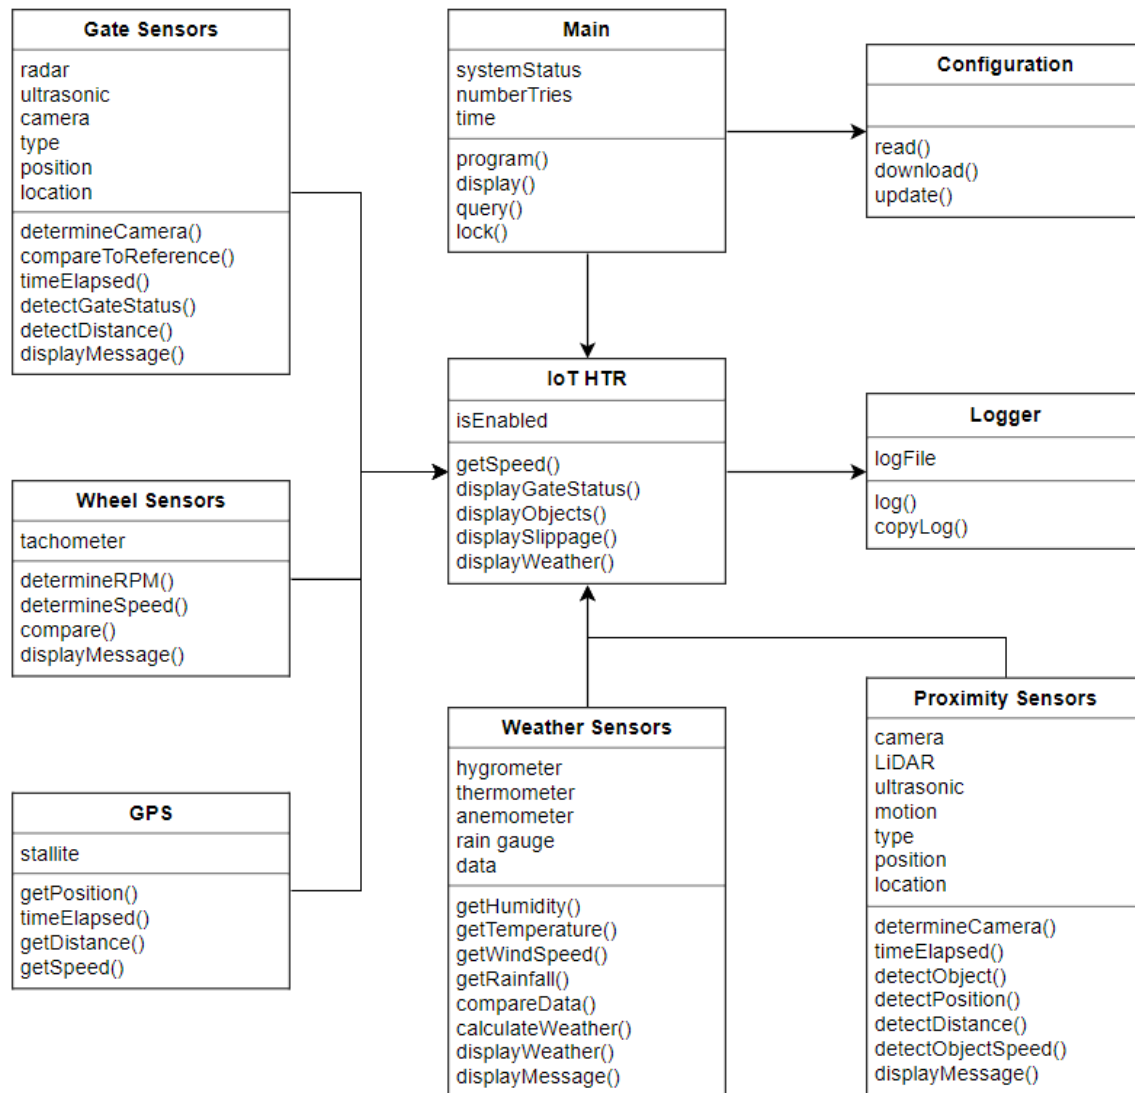 Gate Sensors
radar
ultrasonic
camera
type
position
location
determineCamera()
compareToReference()
timeElapsed()
detectGateStatus()
detectDistance()
displayMessage()
Main
systemStatus
numberTries
time
program()
display()
query()
lock()
Configuration
read()
download()
update()
IoT HTR
isEnabled
getSpeed()
displayGateStatus()
displayObjects()
displaySlippage()
displayWeather()
Logger
logFile
log()
copyLog()
Wheel Sensors
tachometer
determineRPM()
determineSpeed()
compare()
displayMessage()
GPS
stallite
getPosition()
timeElapsed()
getDistance()
getSpeed()
Weather Sensors
hygrometer
thermometer
anemometer
rain gauge
data
getHumidity()
getTemperature()
getWindSpeed()
getRainfall()
compareData()
calculateWeather()
displayWeather()
displayMessage()
Proximity Sensors
camera
LiDAR
ultrasonic
motion
type
position
location
determineCamera()
timeElapsed()
detectObject()
detectPosition()
detectDistance()
detectObjectSpeed()
displayMessage()